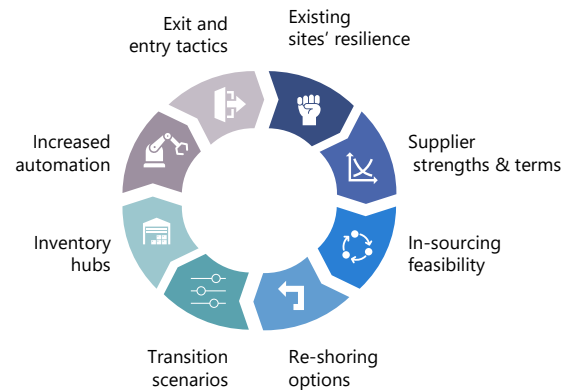 Exit and
entry tactics
Existing
sites’ resilience
Increased
automation
Supplier
strengths & terms
Inventory
hubs
In-sourcing
feasibility
Transition
scenarios
Re-shoring
options